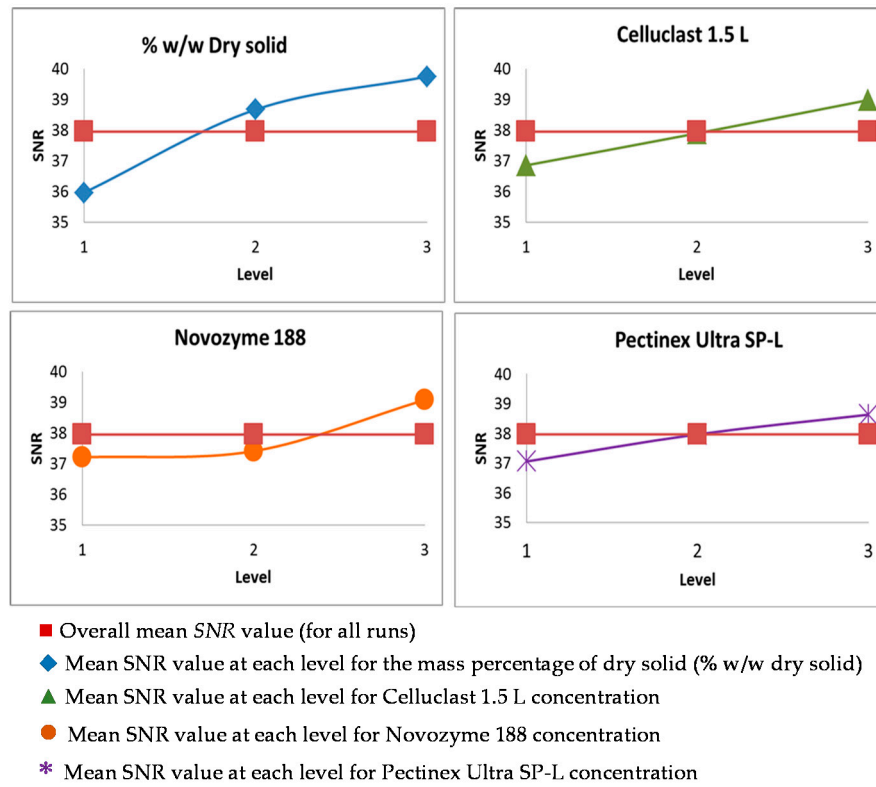 % w/w Dry solid
40
39
38
37
36
35
SNR
1
2
3
Level
Celluclast 1.5 L
40
39
38
37
36
35
SNR
1
2
3
Level
Novozyme 188
40
39
38
37
36
35
SNR
1
2
3
Level
Pectinex Ultra SP-L
40
39
38
37
36
35
SNR
1
2
3
Level
Overall mean SNR value (for all runs)
Mean SNR value at each level for the mass percentage of dry solid (% w/w dry solid)
Mean SNR value at each level for Celluclast 1.5 L concentration
Mean SNR value at each level for Novozyme 188 concentration
Mean SNR value at each level for Pectinex Ultra SP-L concentration